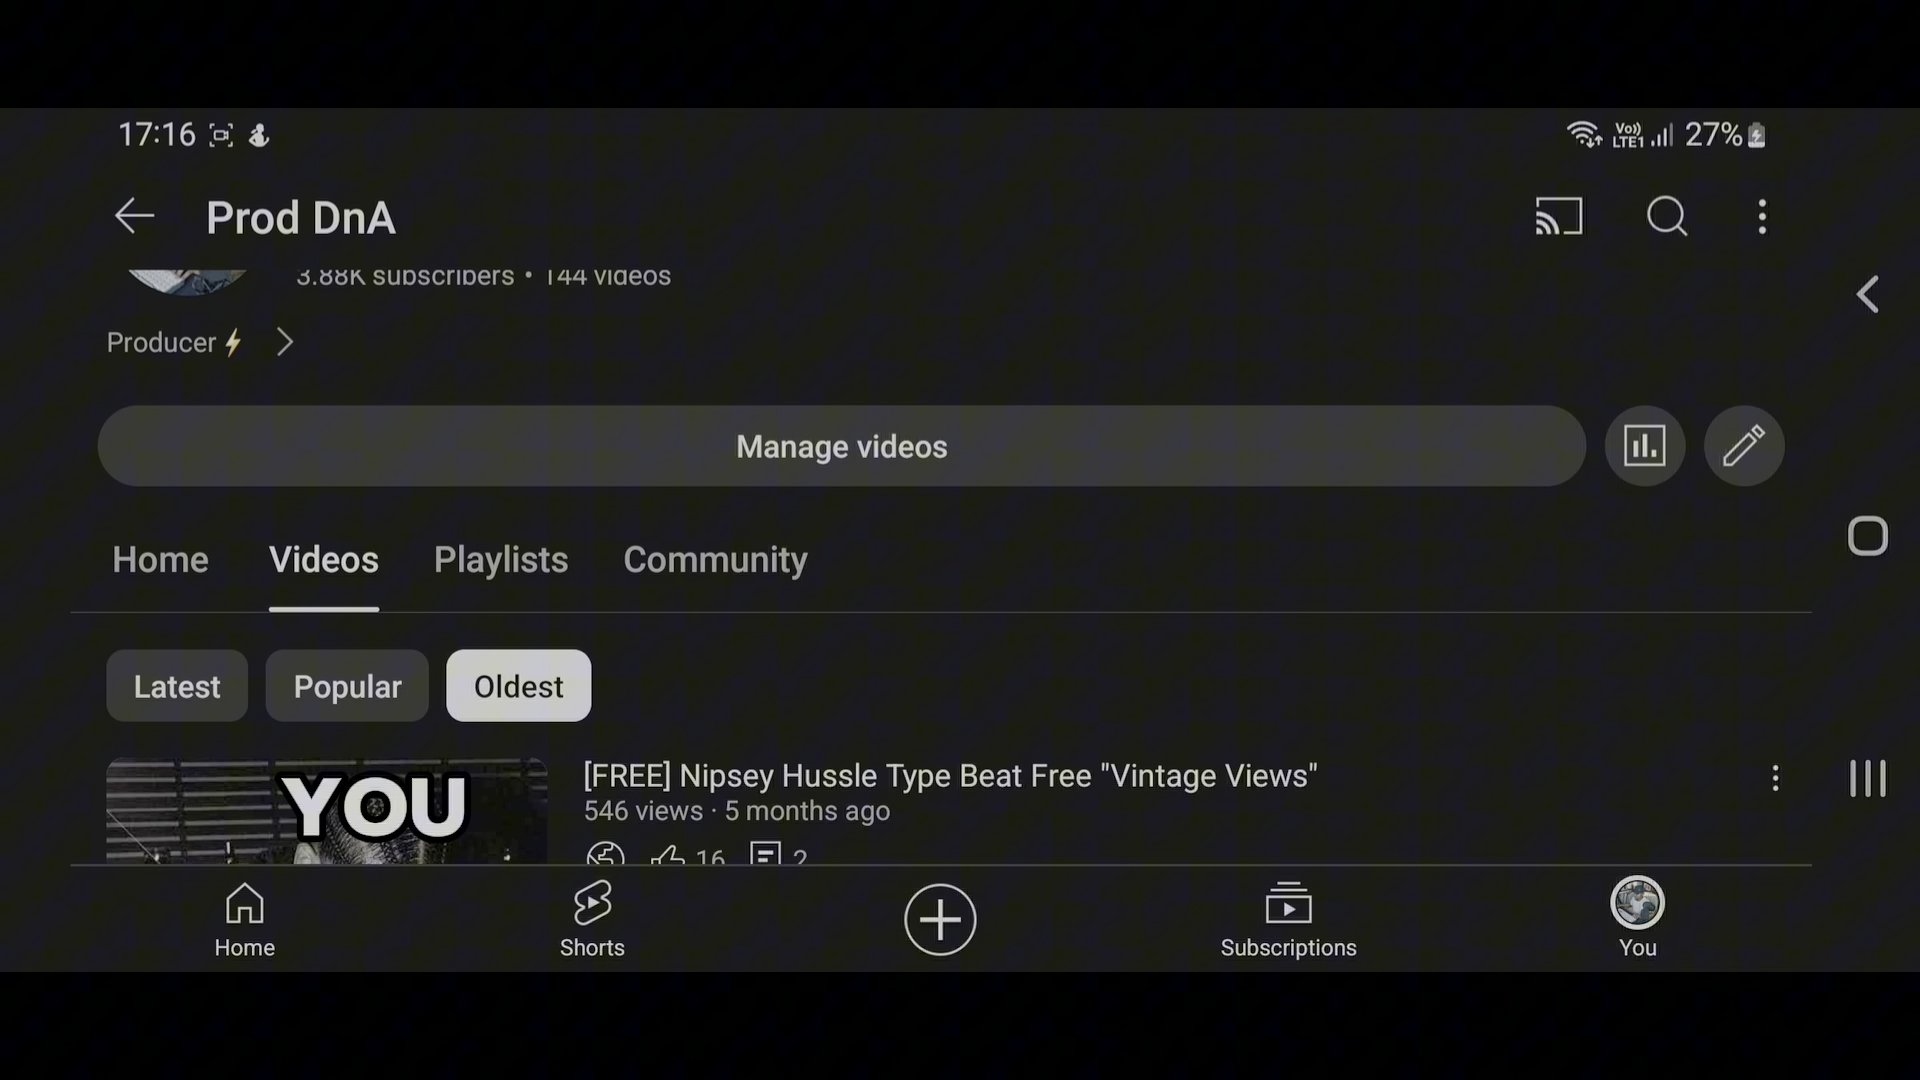 17:16
Vo)) LTE1 27%
Prod DnA
3.88K subscribers • 144 videos
Producer⚡
Manage videos
Home Videos Playlists Community
Latest Popular Oldest
YOU
[FREE] Nipsey Hussle Type Beat Free "Vintage Views"
546 views · 5 months ago
16 2
Home Shorts Subscriptions You